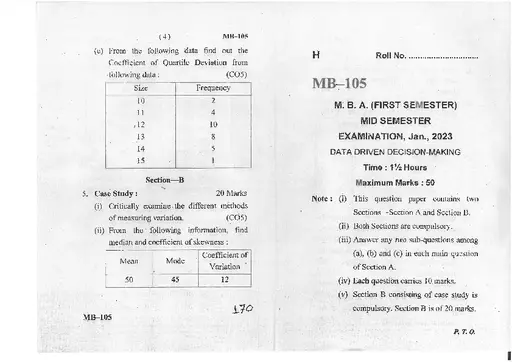 ( 4 ) MB-105
(c) From the following data find out the
Coefficient of Quartile Deviation from
following data : (CO5)
Size Frequency
10 2
11 4
12 10
13 8
14 5
15 1
Section—B
5. Case Study : 20 Marks
(i) Critically examine the different methods
of measuring variation. (CO5)
(ii) From the following information, find
median and coefficient of skewness :
Mean Mode Coefficient of Variation
50 45 12
MB-105
170
H Roll No. ..............................
MB-105
M. B. A. (FIRST SEMESTER)
MID SEMESTER
EXAMINATION, Jan., 2023
DATA DRIVEN DECISION-MAKING
Time : 1½ Hours
Maximum Marks : 50
Note : (i) This question paper contains two
Sections–Section A and Section B.
(ii) Both Sections are compulsory.
(iii) Answer any two sub-questions among
(a), (b) and (c) in each main question
of Section A.
(iv) Each question carries 10 marks.
(v) Section B consisting of case study is
compulsory. Section B is of 20 marks.
P. T. O.